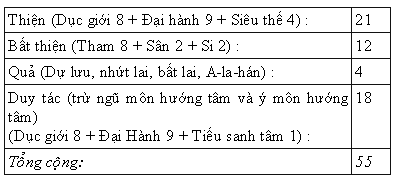 Thiện (Dục giới 8 + Đại hành 9 + Siêu thế 4) : 21
Bất thiện (Tham 8 + Sân 2 + Si 2) : 12
Quả (Dự lưu, nhứt lai, bất lai, A-la-hán) : 4
Duy tác (trừ ngũ môn hướng tâm và ý môn hướng 18
tâm)
(Dục giới 8 + Đại Hành 9 + Tiếu sanh tâm 1) :
Tổng cộng: 55